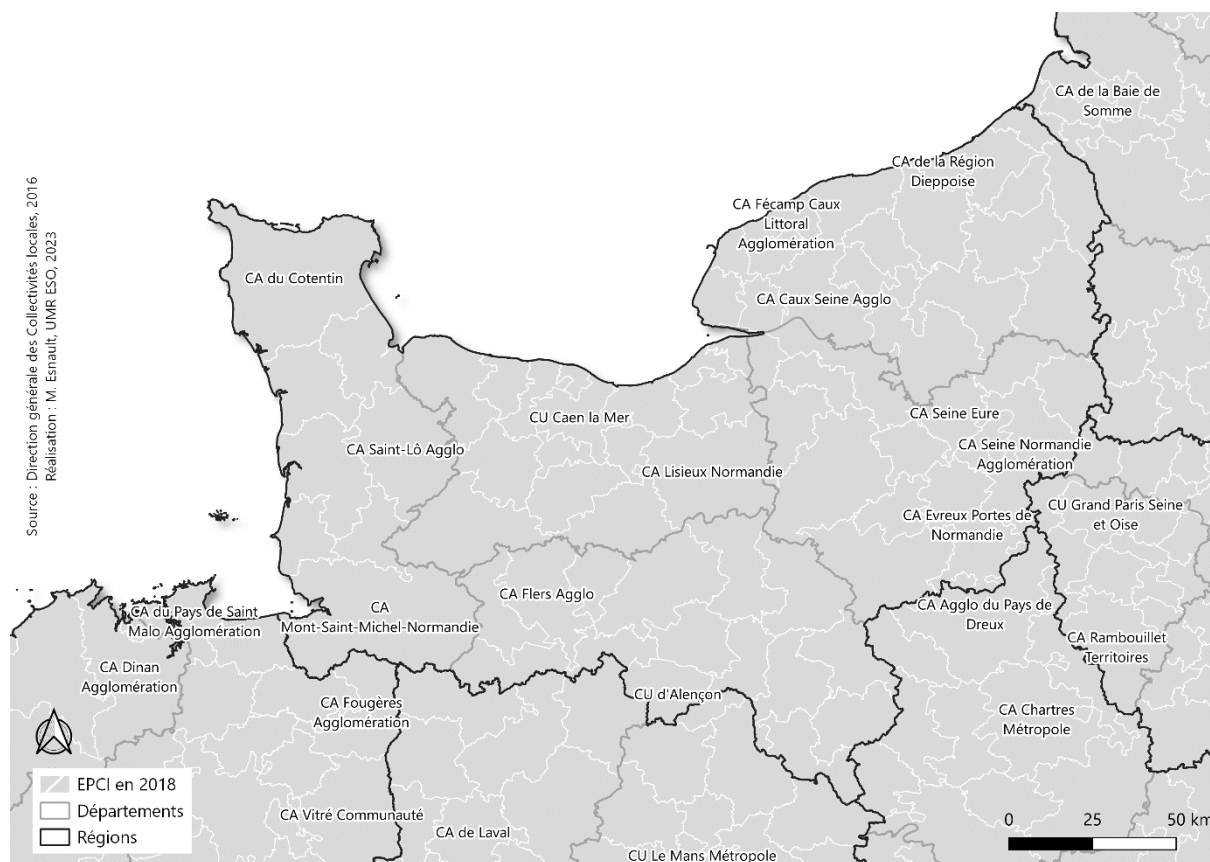 CA de la Baie de
Somme
CA de la Région
Dieppoise
CA Fécamp Caux
Littoral
Agglomération
CA du Cotentin
CA Caux Seine Agglo
CU Caen la Mer
CA Seine Eure
CA Saint-Lô Agglo
CA Seine Normandie
Agglomération
CA Lisieux Normandie
CU Grand Paris Seine
et Oise
CA Evreux Portes de
Normandie
CA Flers Agglo
CA
Mont-Saint-Michel-Normandie
CA du Pays de Saint
Malo Agglomération
CA Agglo du Pays de
Dreux
CA Rambouillet
Territoires
CA Dinan
Agglomération
CU d'Alençon
CA Fougères
Agglomération
CA Chartres
Métropole
CA Vitré Communauté
CA de Laval
CU Le Mans Métropole
Source : Direction générale des Collectivités locales, 2016
Réalisation : M. Esnault, UMR ESO, 2023
EPCI en 2018
Départements
Régions
0 25 50 km